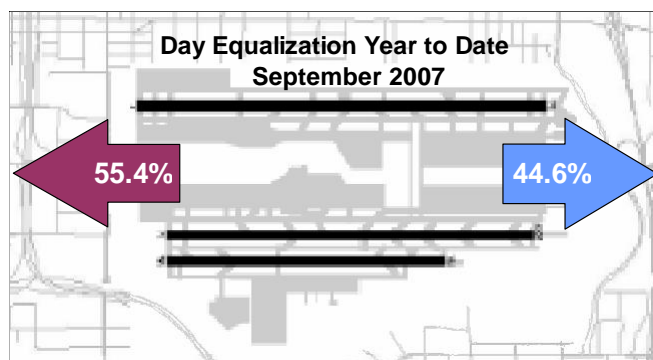 Day Equalization Year to Date
September 2007
55.4%
44.6%